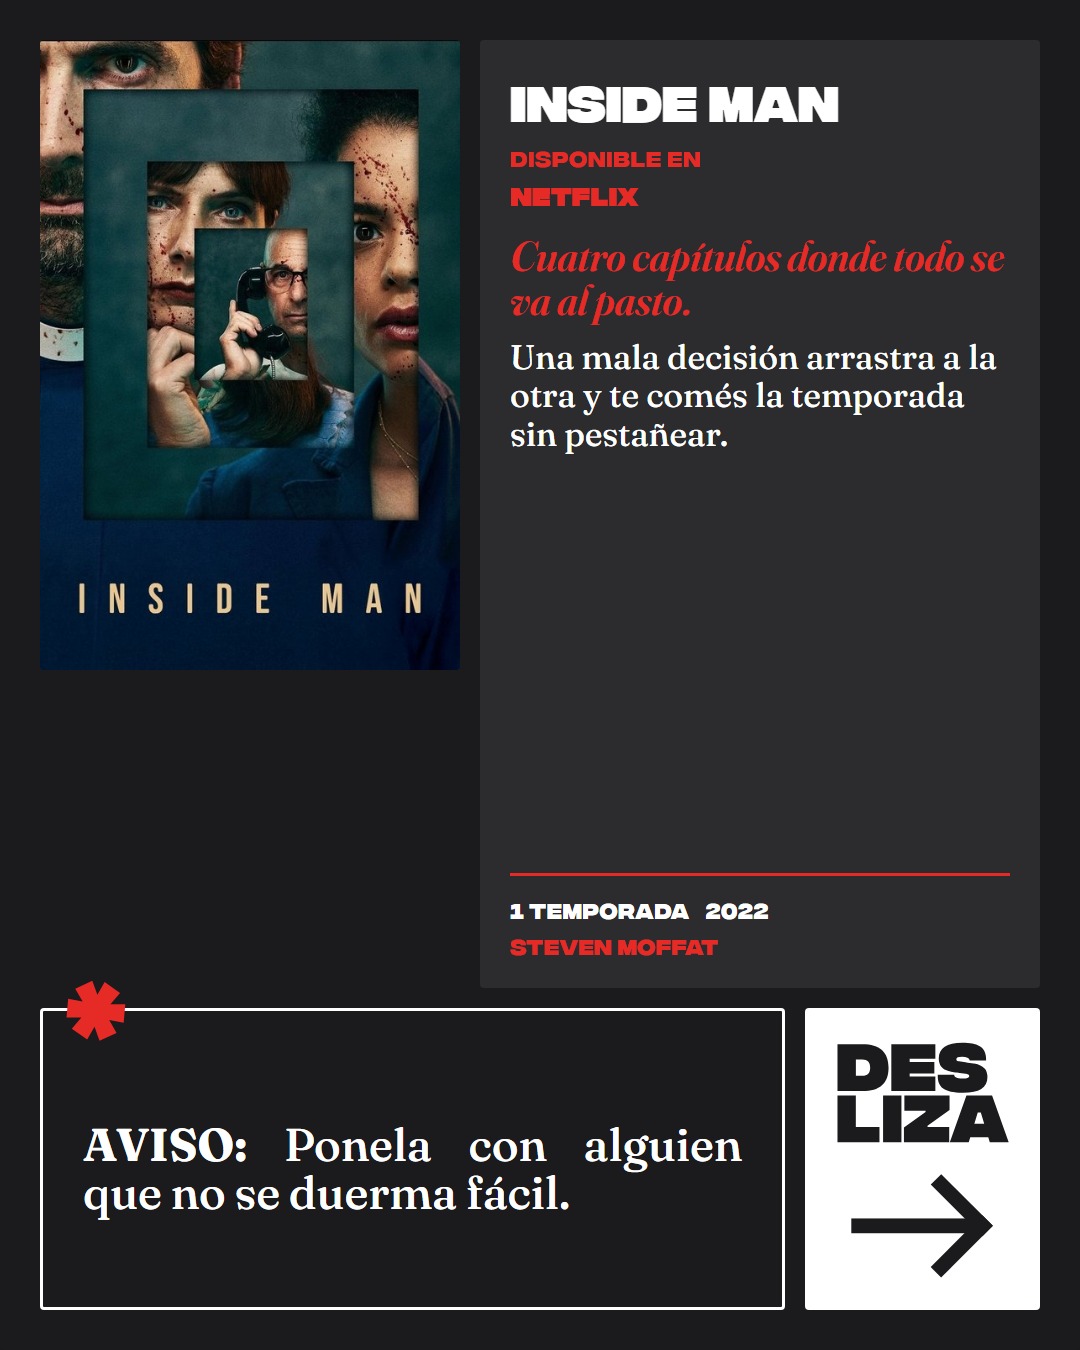 INSIDE MAN
INSIDE MAN
DISPONIBLE EN
NETFLIX
Cuatro capítulos donde todo se
va al pasto.
Una mala decisión arrastra a la
otra y te comés la temporada
sin pestañear.
1 TEMPORADA 2022
STEVEN MOFFAT
AVISO: Ponela con alguien
que no se duerma fácil.
DES
LIZA